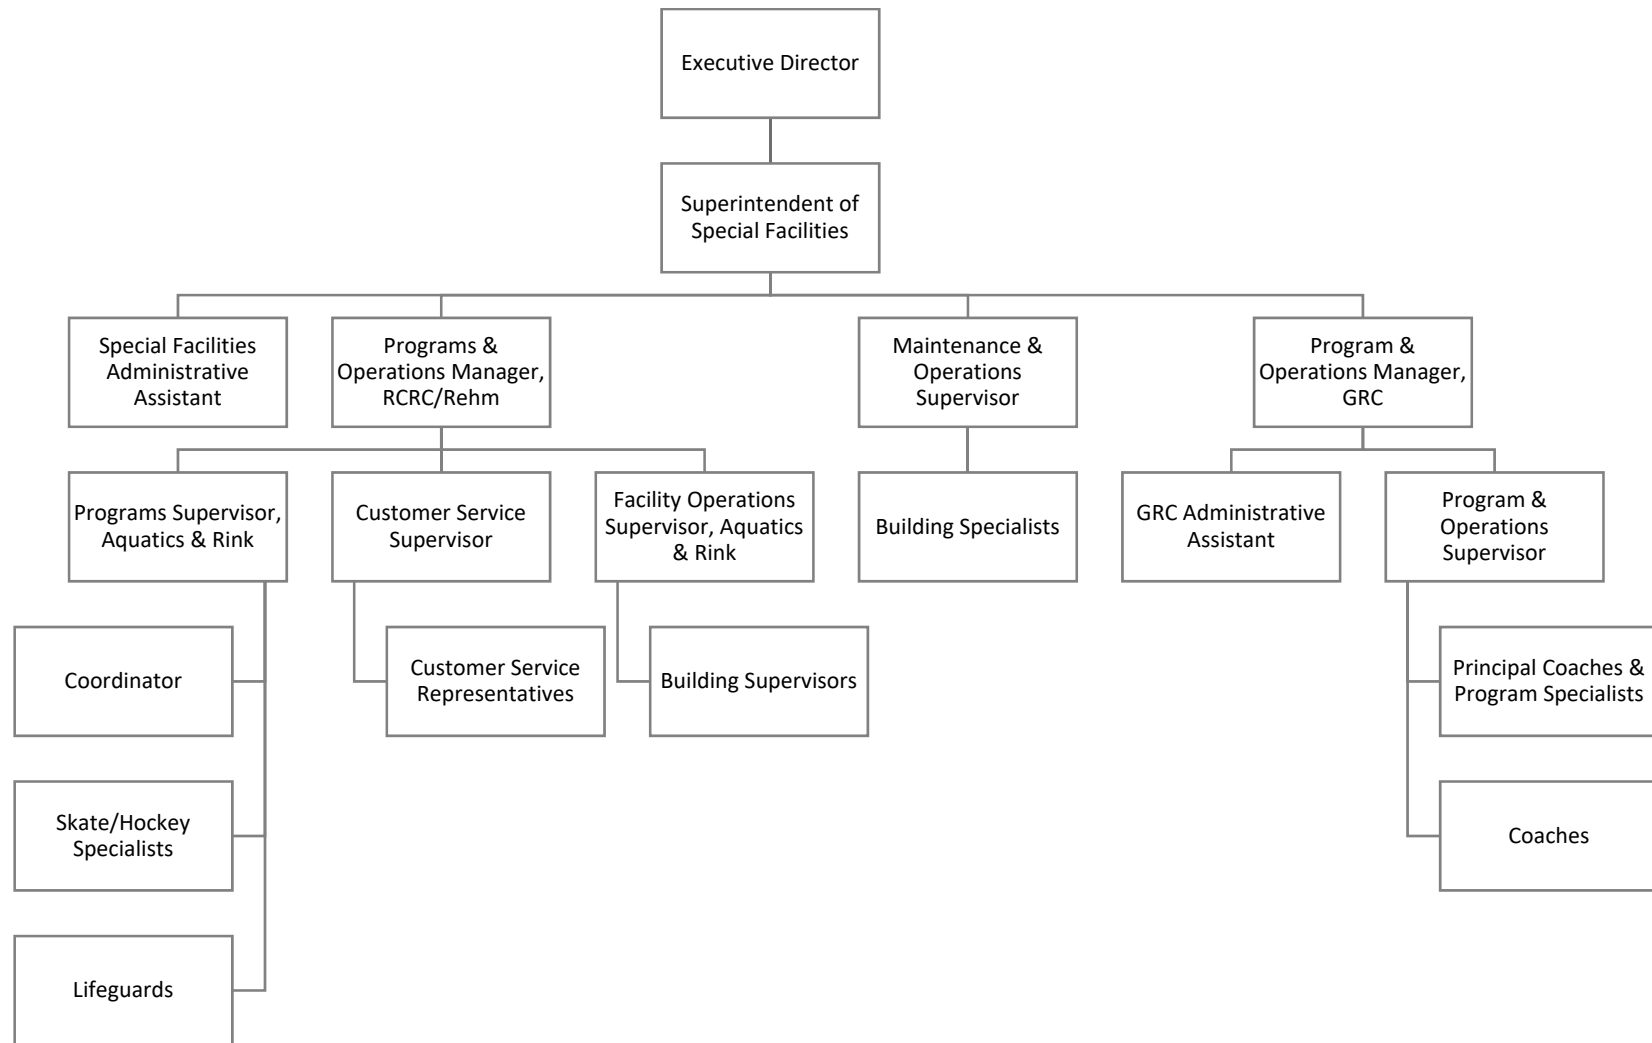 Executive Director
Superintendent of
Special Facilities
Special Facilities
Administrative
Assistant
Programs &
Operations Manager,
RCRC/Rehm
Maintenance &
Operations
Supervisor
Program &
Operations Manager,
GRC
Programs Supervisor,
Aquatics & Rink
Customer Service
Supervisor
Facility Operations
Supervisor, Aquatics
& Rink
Building Specialists
GRC Administrative
Assistant
Program &
Operations
Supervisor
Coordinator
Customer Service
Representatives
Building Supervisors
Principal Coaches &
Program Specialists
Skate/Hockey
Specialists
Coaches
Lifeguards